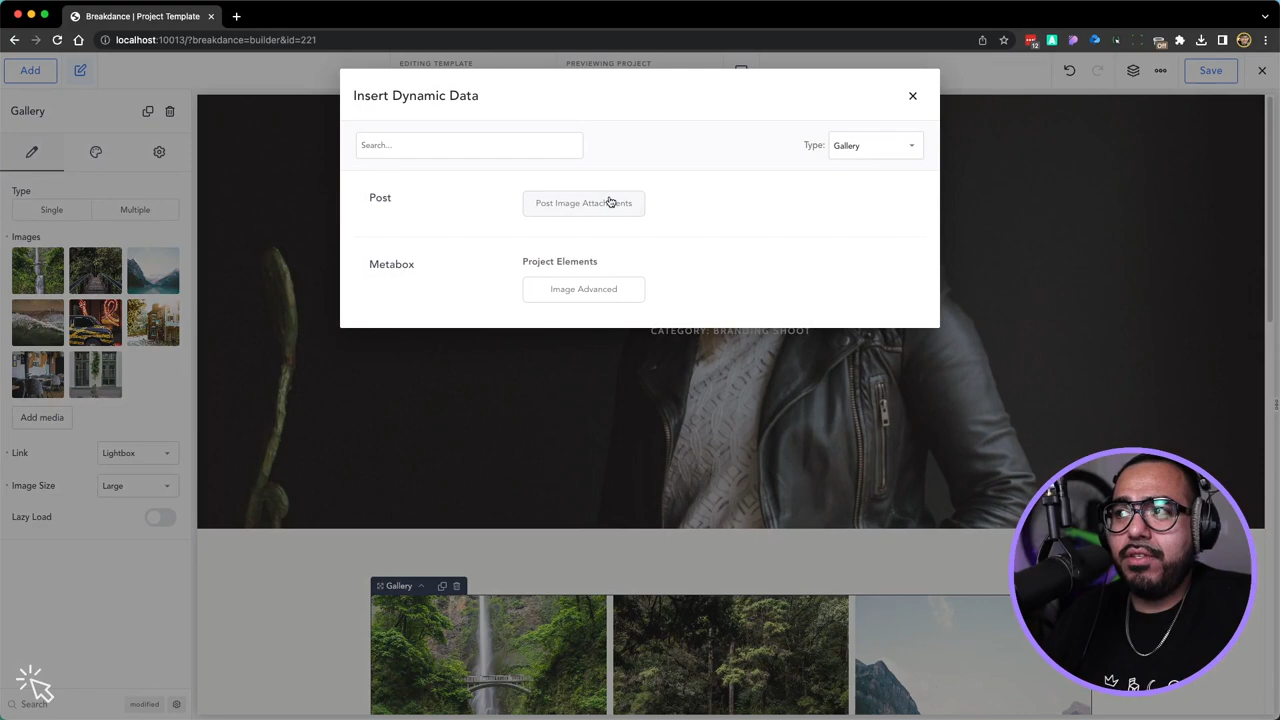 Breakdance | Project Template
localhost:10013/?breakdance=builder&id=221
12
Off
Add
EDITING TEMPLATE
PREVIEWING PROJECT
Save
Gallery
Insert Dynamic Data
Search...
Type:
Gallery
Type
Single
Multiple
Post
Post Image Attachments
Images
Metabox
Project Elements
Image Advanced
CATEGORY: BRANDING SHOOT
Add media
Link
Lightbox
Image Size
Large
Lazy Load
Gallery
Search
modified